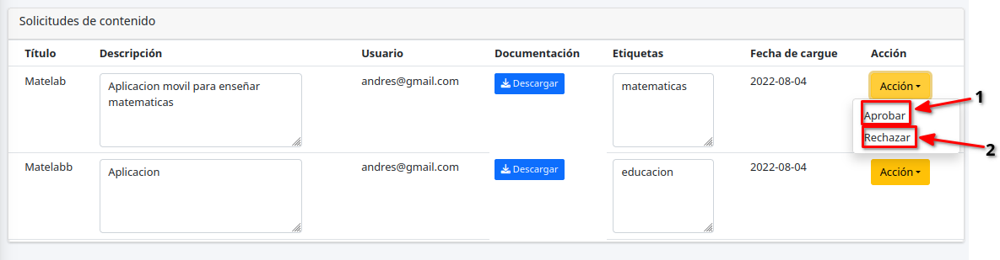 Solicitudes de contenido
Título Descripción Usuario Documentación Etiquetas Fecha de cargue Acción
Matelab Aplicacion movil para enseñar andres@gmail.com Descargar matematicas 2022-08-04 Acción
matematicas
1
Aprobar
Rechazar
2
Matelabb Aplicacion andres@gmail.com Descargar educacion 2022-08-04 Acción